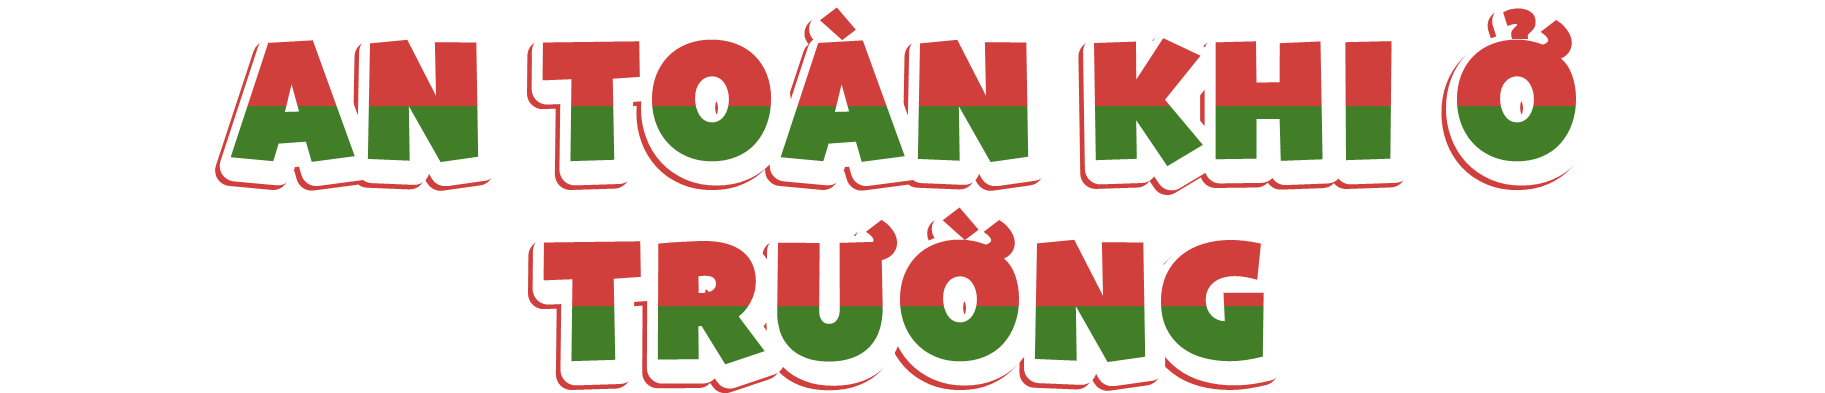 AN TOÀN KHI Ở
TRƯỜNG